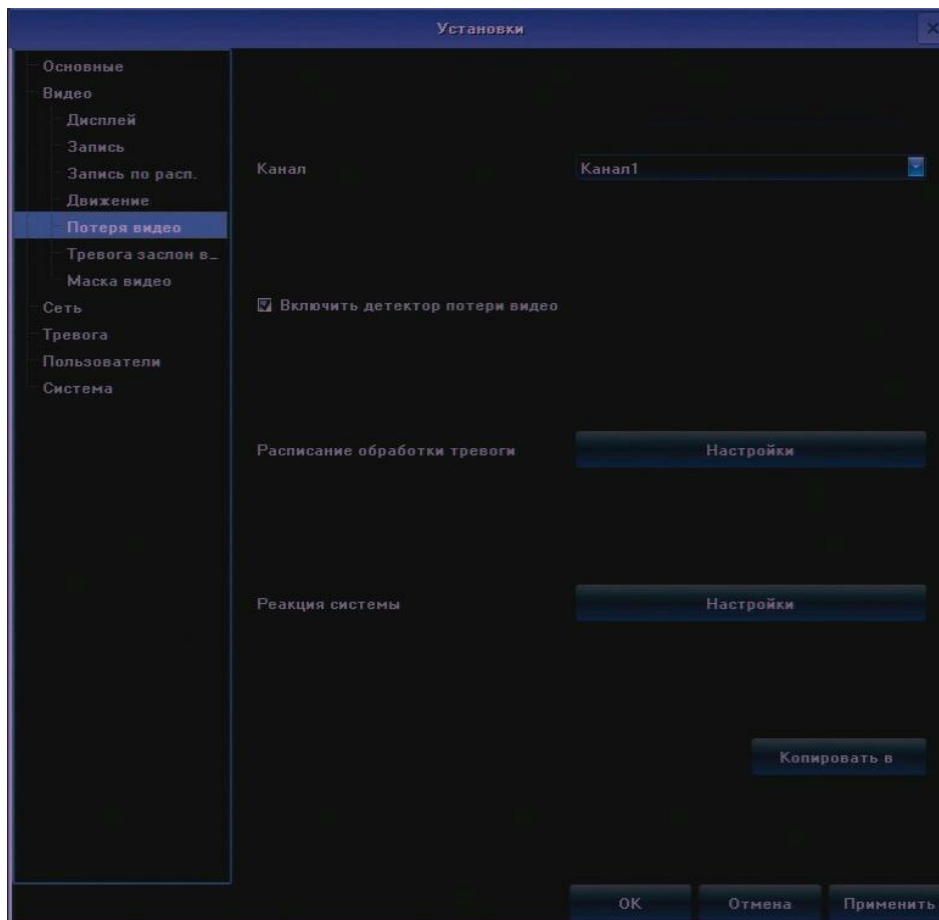 Установки
Основные
Видео
Дисплей
Запись
Запись по расп.
Движение
Потеря видео
Тревога заслон в…
Маска видео
Сеть
Тревога
Пользователи
Система
Канал
Канал1
Включить детектор потери видео
Расписание обработки тревоги
Настройки
Реакция системы
Настройки
Копировать в
OK
Отмена
Применить